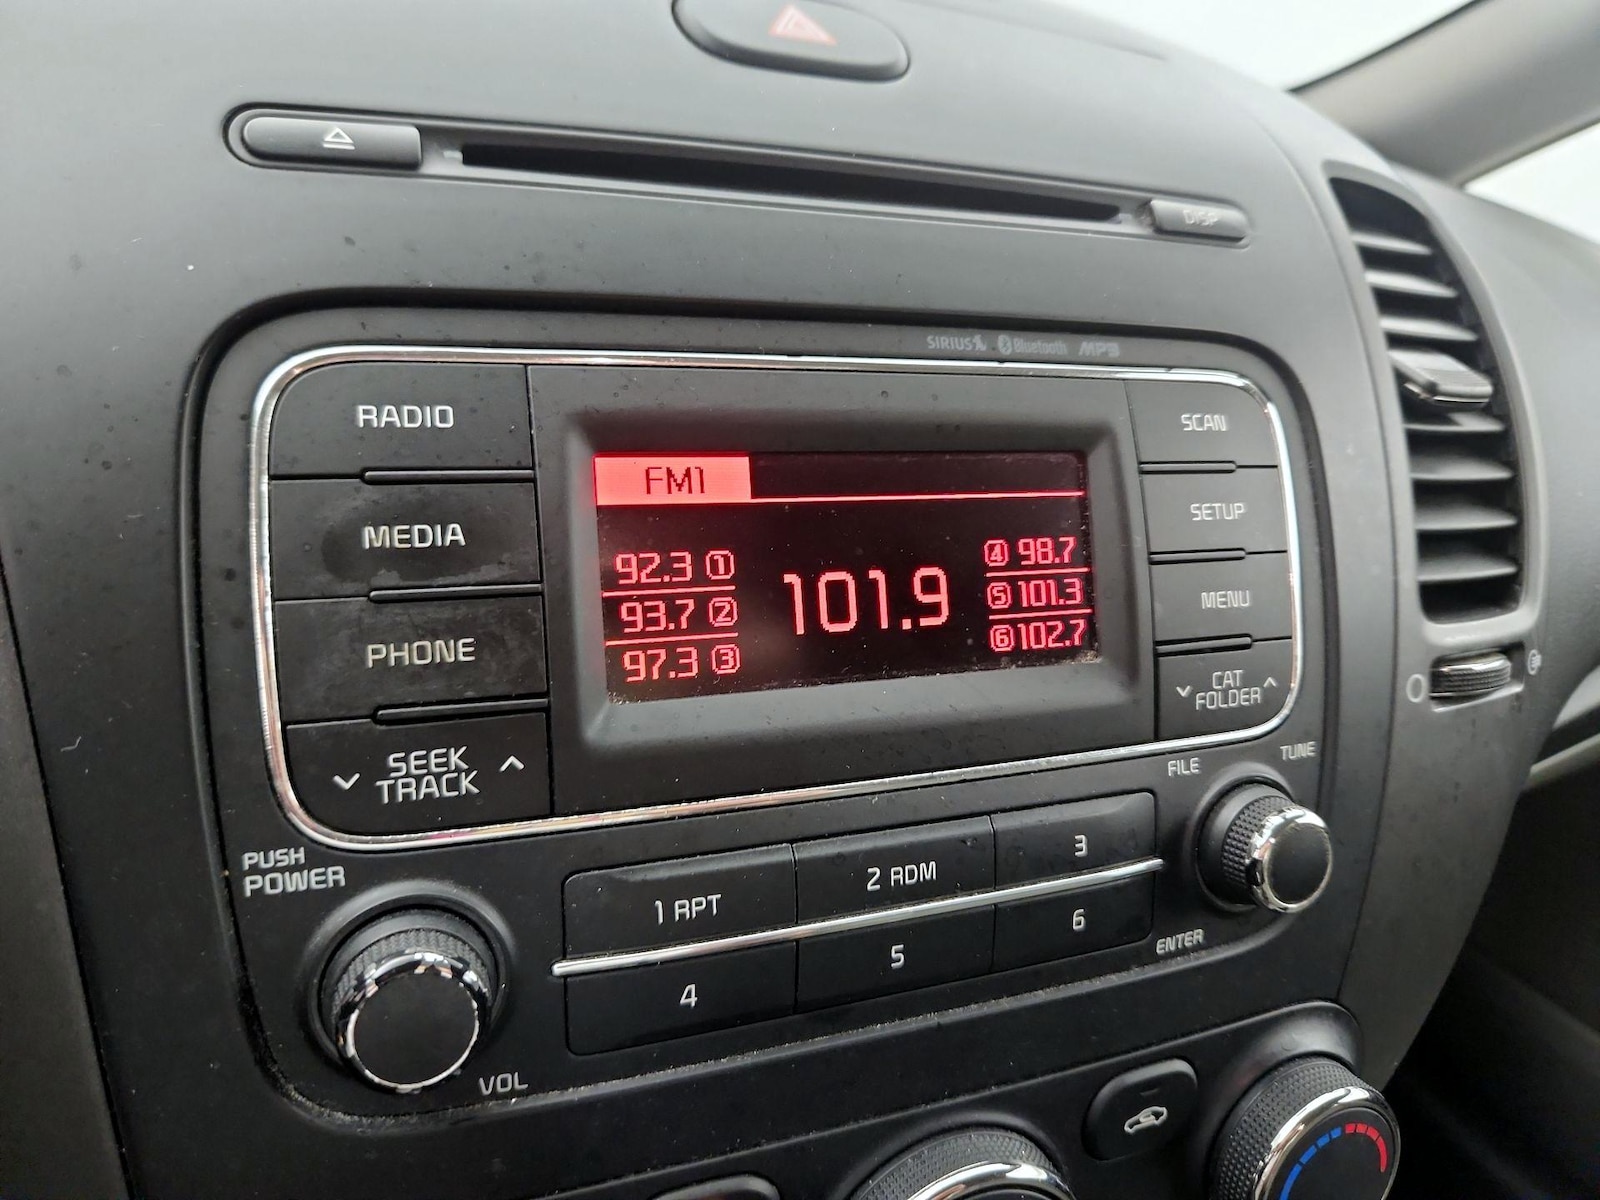 DISP
SIRIUS Bluetooth MP3
RADIO
MEDIA
PHONE
SEEK
TRACK
FM1
92.3 1
93.7 2
97.3 3
101.9
4 98.7
5 101.3
6 102.7
SCAN
SETUP
MENU
CAT
FOLDER
PUSH
POWER
VOL
1 RPT
2 RDM
3
4
5
6
FILE
TUNE
ENTER